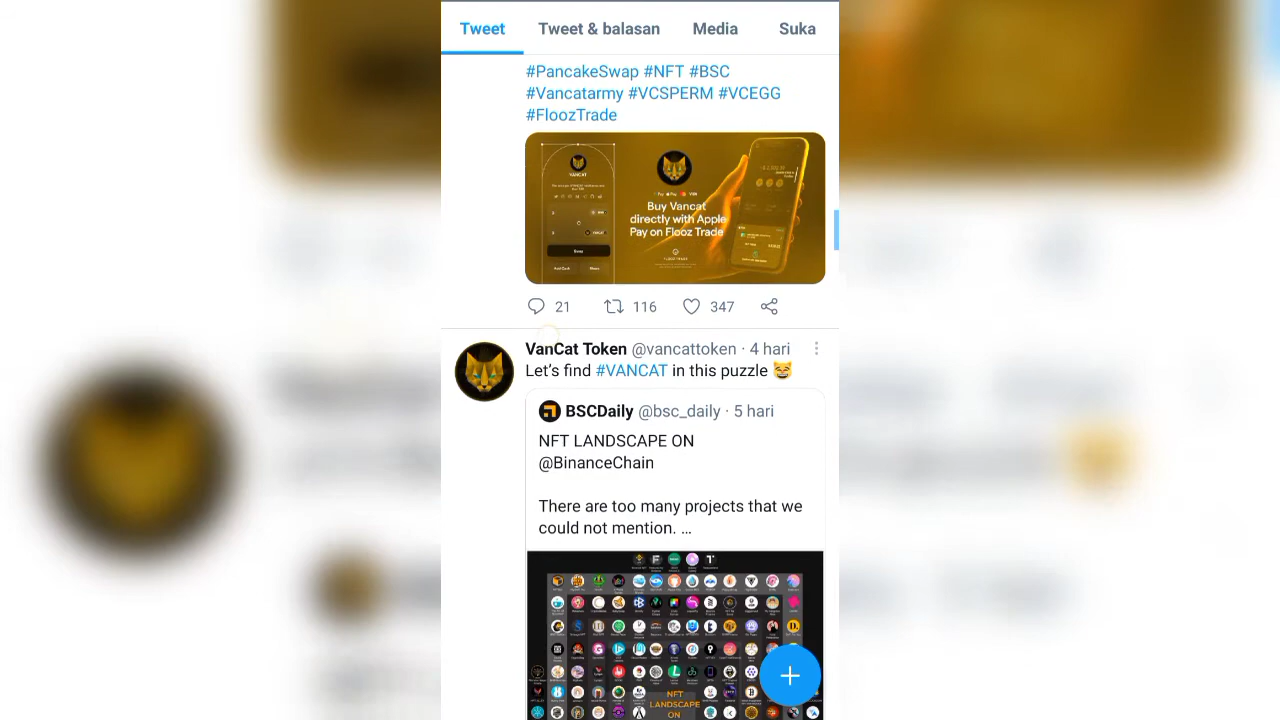 Tweet Tweet & balasan Media Suka
#PancakeSwap #NFT #BSC
#Vancatarmy #VCSPERM #VCEGG
#FloozTrade
VANCAT
Buy Vancat
directly with Apple
Pay on Flooz Trade
21 116 347
VanCat Token @vancattoken · 4 hari
Let's find #VANCAT in this puzzle
BSCDaily @bsc_daily · 5 hari
NFT LANDSCAPE ON
@BinanceChain
There are too many projects that we
could not mention. ...
NFT
LANDSCAPE
ON